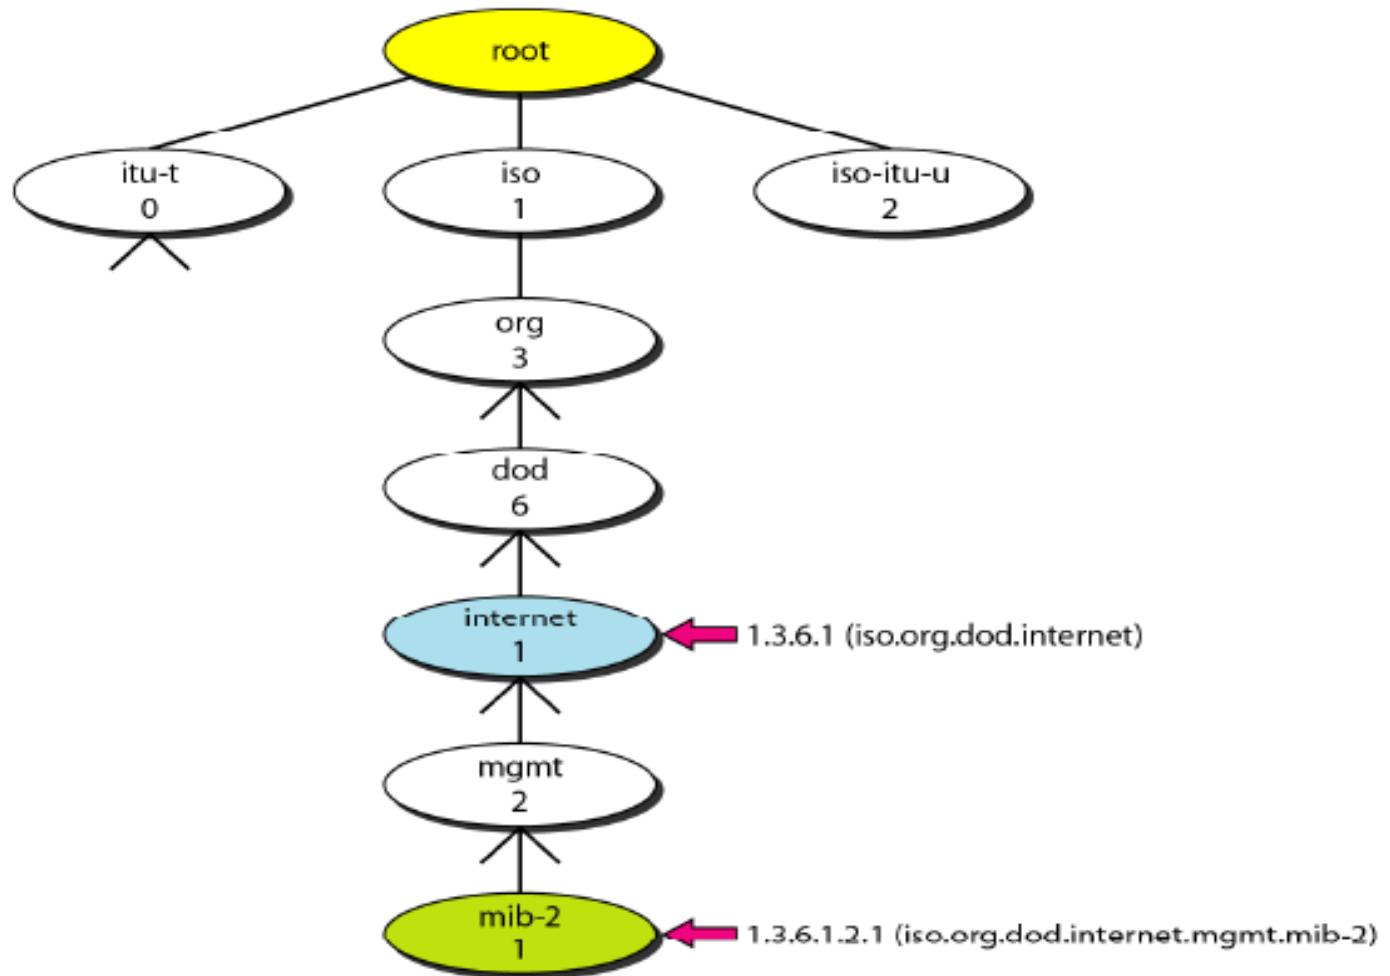 root
itu-t
0
iso
1
iso-itu-u
2
org
3
dod
6
internet
1
1.3.6.1 (iso.org.dod.internet)
mgmt
2
mib-2
1
1.3.6.1.2.1 (iso.org.dod.internet.mgmt.mib-2)